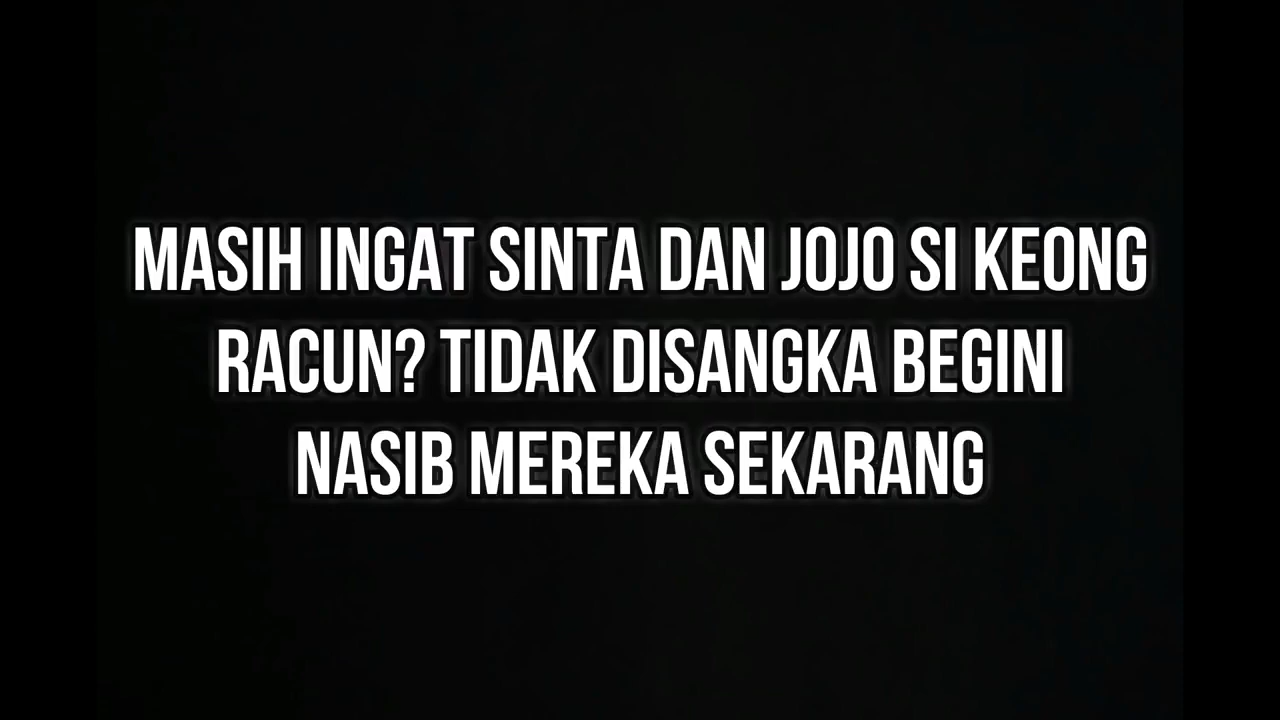 MASIH INGAT SINTA DAN JOJO SI KEONG
RACUN? TIDAK DISANGKA BEGINI
NASIB MEREKA SEKARANG